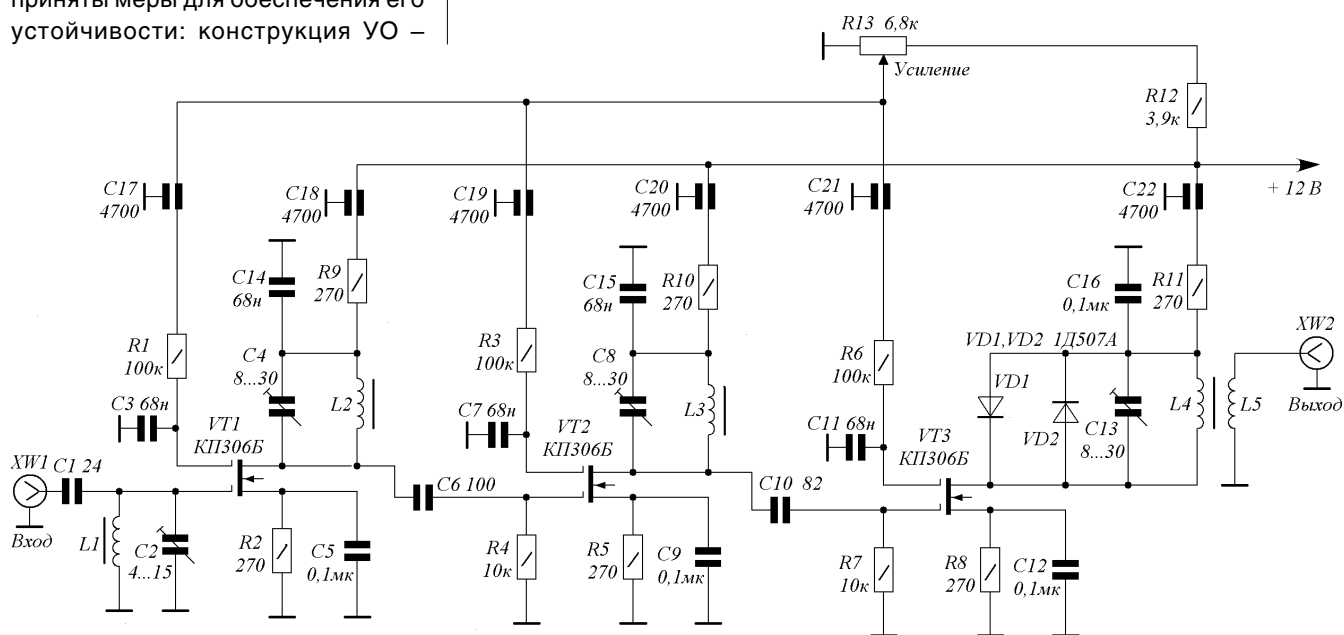 приняты меры для обеспечения его
устойчивости: конструкция УО –
R13 6,8к
Усиление
R12
3,9к
+ 12 В
C17
4700
C18
4700
C19
4700
C20
4700
C21
4700
C22
4700
C14
68н
R9
270
C15
68н
R10
270
C16
0,1мк
R11
270
R1
100к
C4
8...30
L2
R3
100к
C8
8...30
L3
R6
100к
VD1,VD2 1Д507А
VD1
VD2
C13
8...30
L4
L5
XW2
Выход
C3 68н
VT1
КП306Б
C7 68н
VT2
КП306Б
C11 68н
VT3
КП306Б
XW1
Вход
C1 24
C6 100
C10 82
L1
C2
4...15
R2
270
C5
0,1мк
R4
10к
R5
270
C9
0,1мк
R7
10к
R8
270
C12
0,1мк